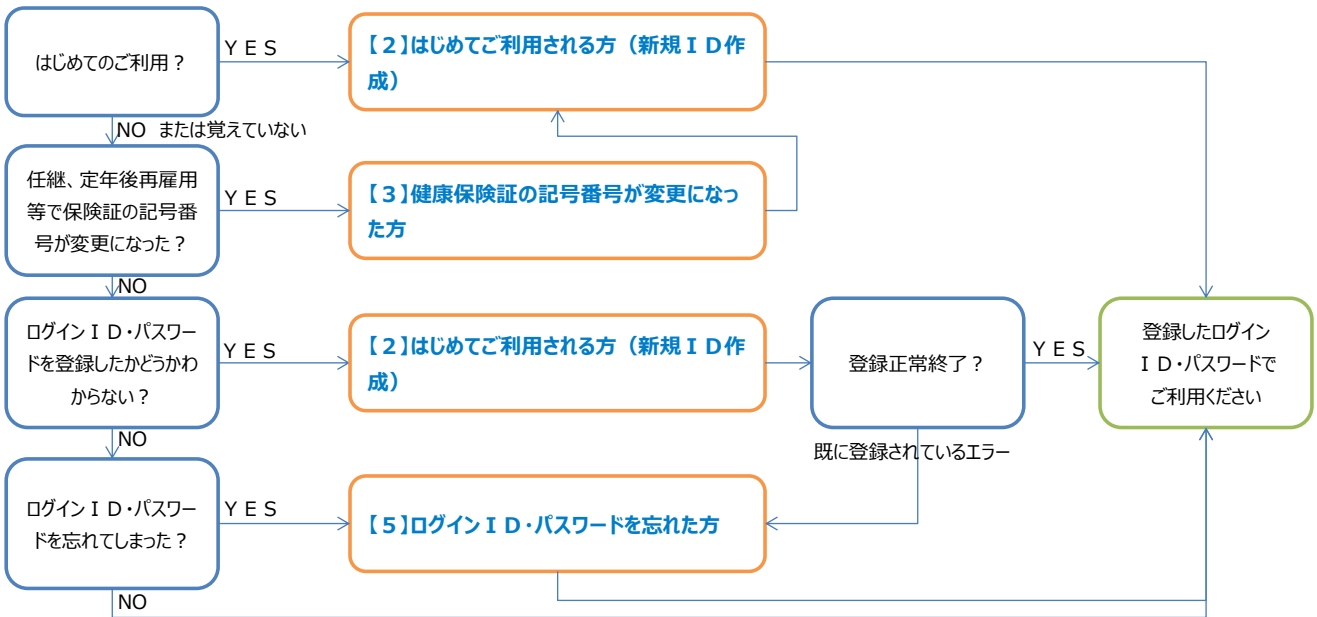 はじめてのご利用？
ＹＥＳ
【２】はじめてご利用される方（新規ＩＤ作
成）
NO または覚えていない
任継、定年後再雇用
等で保険証の記号番
号が変更になった？
ＹＥＳ
【３】健康保険証の記号番号が変更になっ
た方
NO
ログインＩＤ・パスワー
ドを登録したかどうかわ
からない？
ＹＥＳ
【２】はじめてご利用される方（新規ＩＤ作
成）
登録正常終了？
ＹＥＳ
登録したログイン
ＩＤ・パスワードで
ご利用ください
NO
既に登録されているエラー
ログインＩＤ・パスワー
ドを忘れてしまった？
ＹＥＳ
【５】ログインＩＤ・パスワードを忘れた方
NO